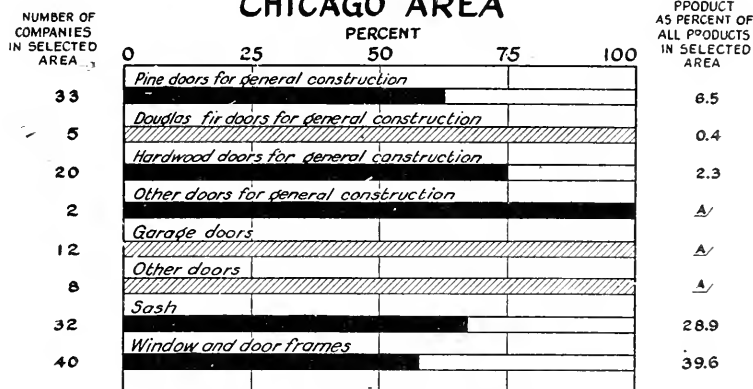 CHICAGO AREA
NUMBER OF
COMPANIES
IN SELECTED
AREA
PERCENT
PRODUCT
AS PERCENT OF
ALL PRODUCTS
IN SELECTED
AREA
0 25 50 75 100
Pine doors for general construction
33 6.5
Douglas fir doors for general construction
5 0.4
Hardwood doors for general construction
20 2.3
Other doors for general construction
2 A/
Garage doors
12 A/
Other doors
8 A/
Sash
32 28.9
Window and door frames
40 39.6